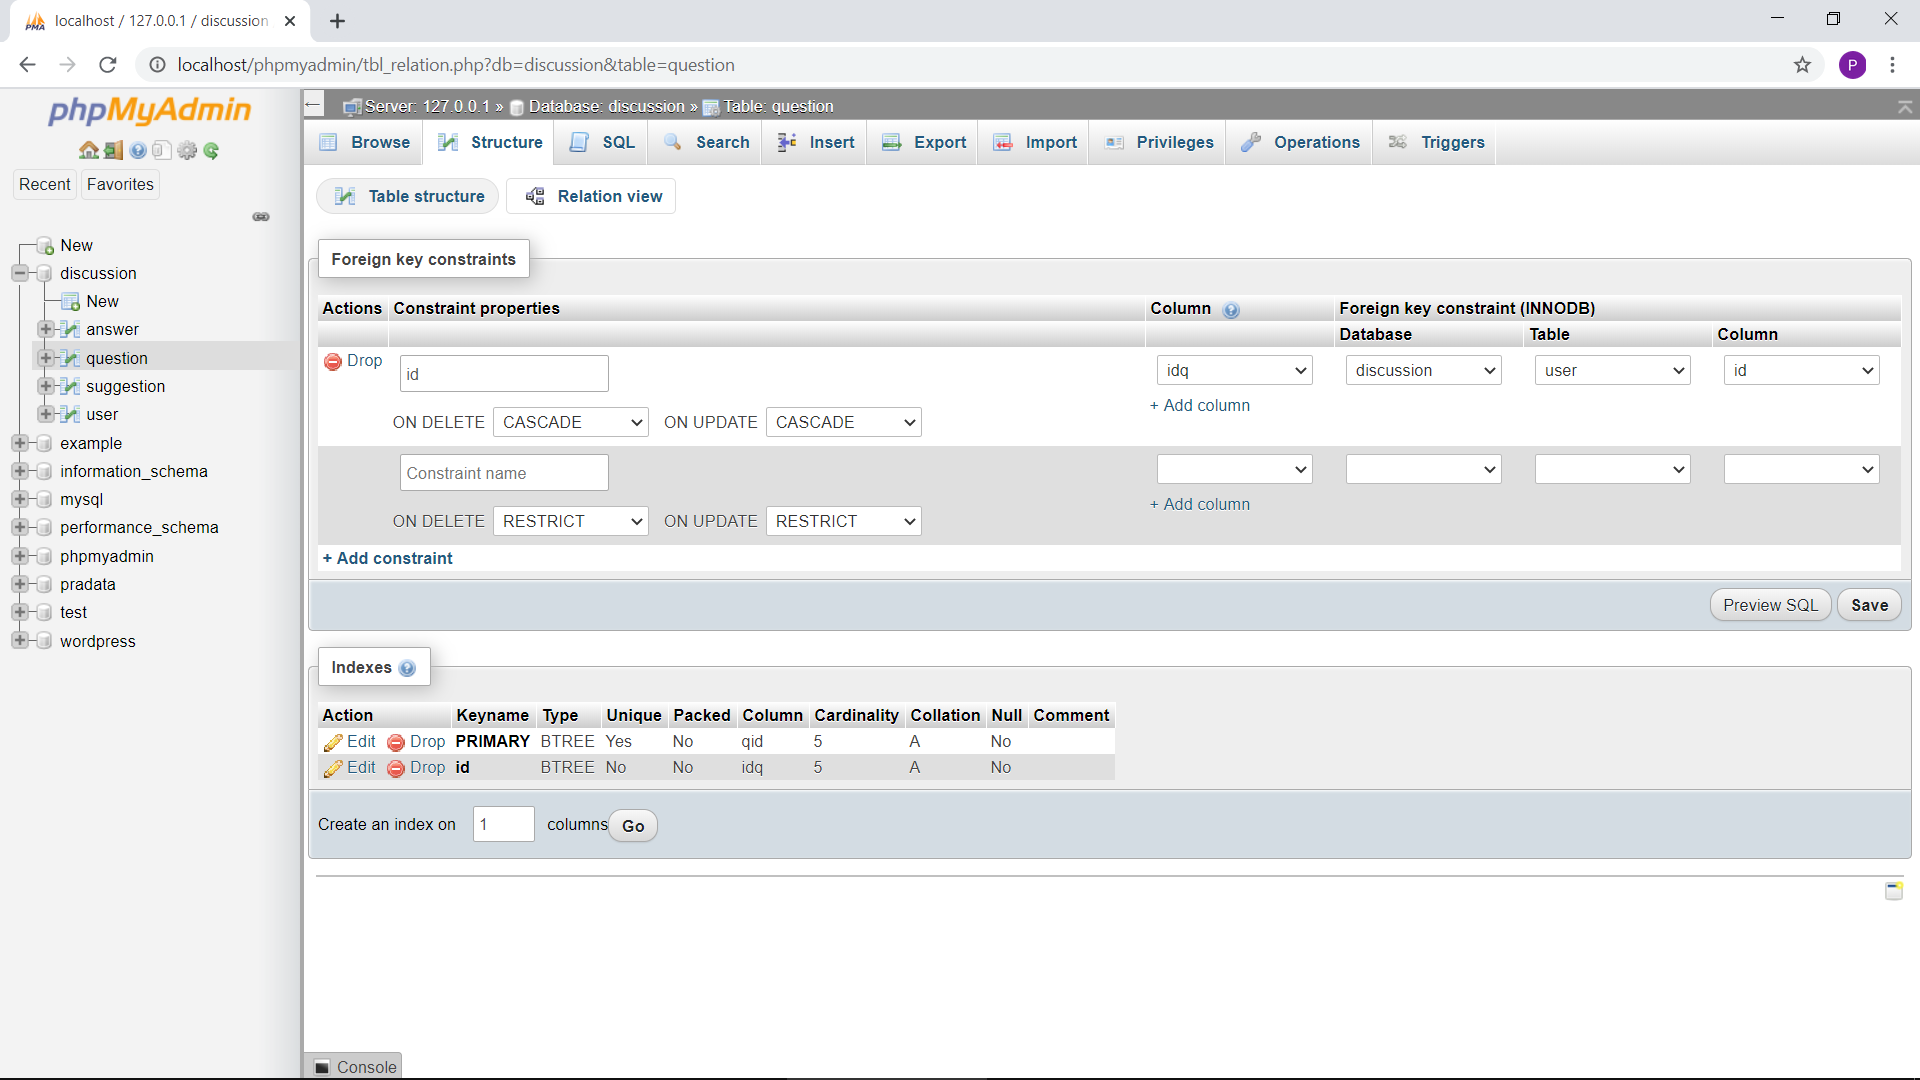 localhost / 127.0.0.1 / discussion
localhost/phpmyadmin/tbl_relation.php?db=discussion&table=question
P
phpMyAdmin
Recent Favorites
New
discussion
New
answer
question
suggestion
user
example
information_schema
mysql
performance_schema
phpmyadmin
pradata
test
wordpress
Server: 127.0.0.1 » Database: discussion » Table: question
Browse Structure SQL Search Insert Export Import Privileges Operations Triggers
Table structure Relation view
Foreign key constraints
Actions Constraint properties Column Foreign key constraint (INNODB)
Database Table Column
Drop id idq discussion user id
+ Add column
ON DELETE CASCADE ON UPDATE CASCADE
Constraint name
+ Add column
ON DELETE RESTRICT ON UPDATE RESTRICT
+ Add constraint
Preview SQL Save
Indexes
Action Keyname Type Unique Packed Column Cardinality Collation Null Comment
Edit Drop PRIMARY BTREE Yes No qid 5 A No
Edit Drop id BTREE No No idq 5 A No
Create an index on 1 columns Go
Console